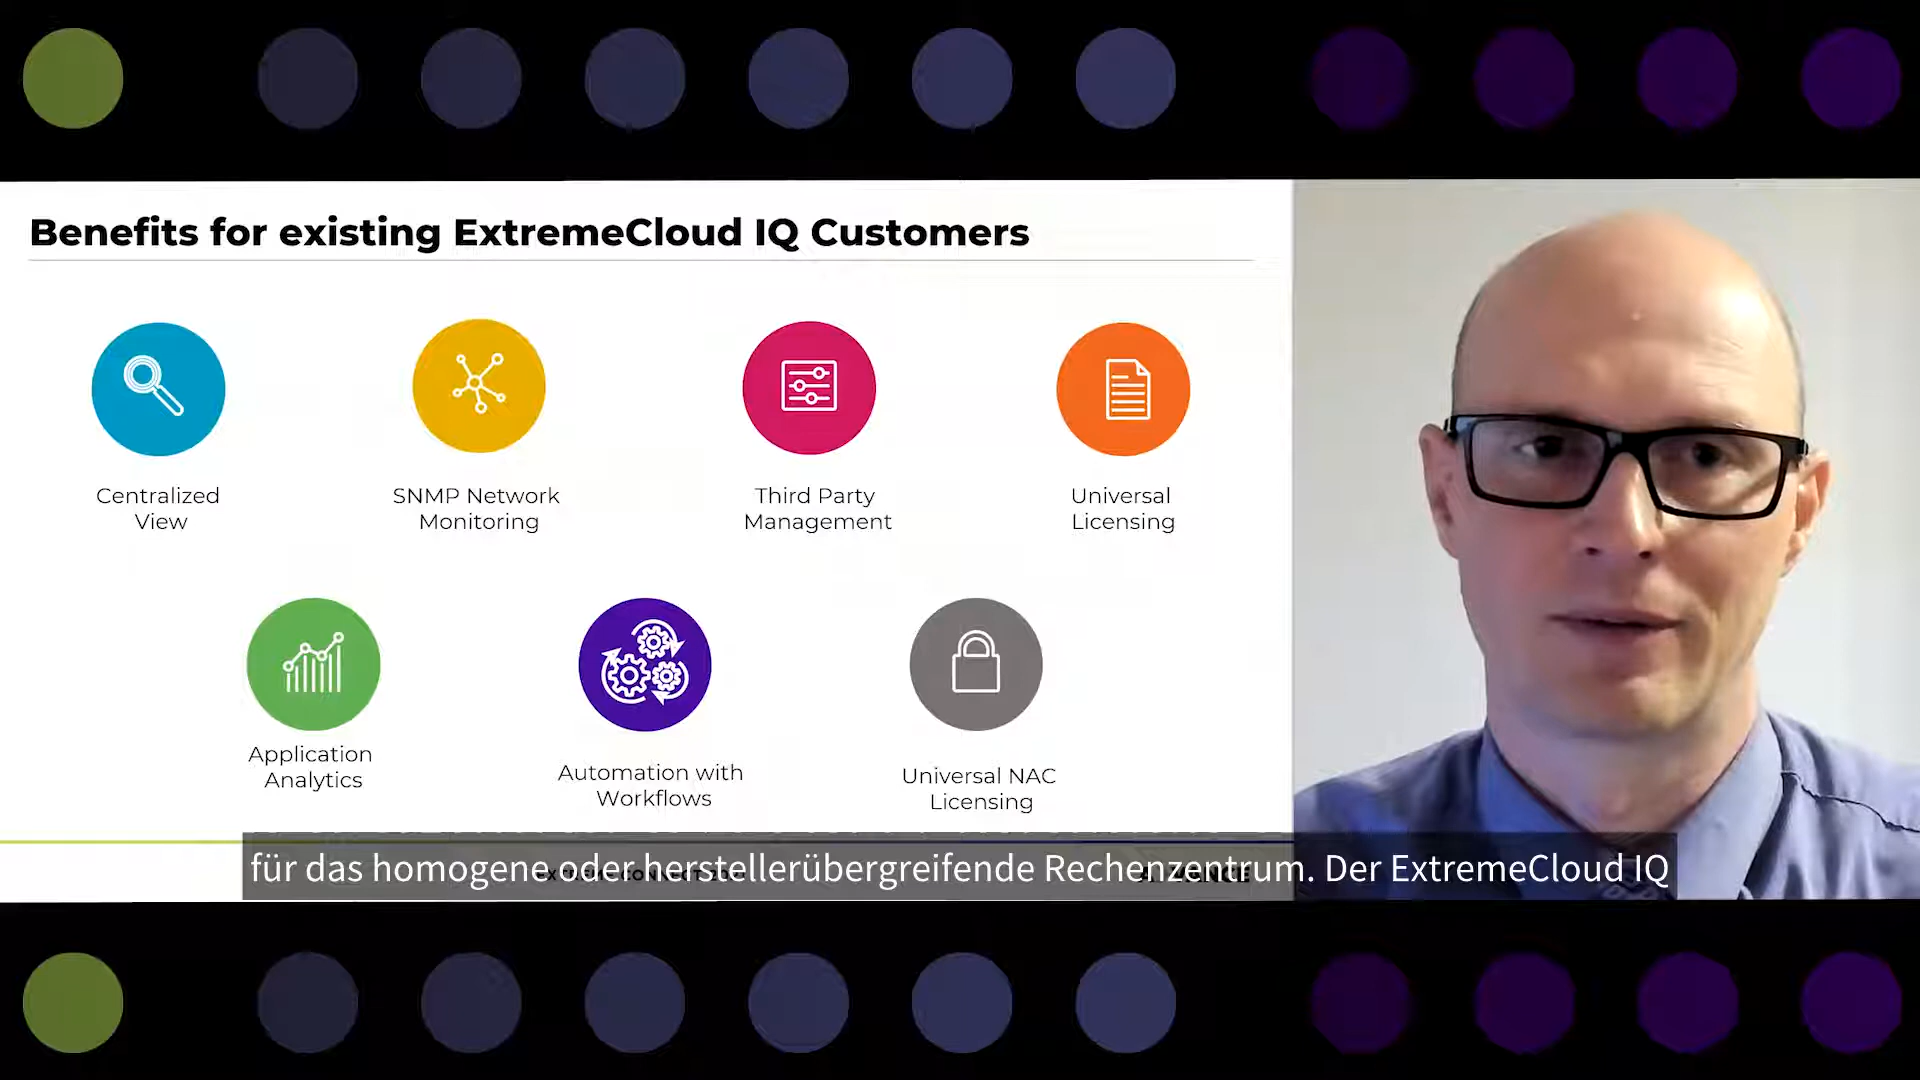 Benefits for existing ExtremeCloud IQ Customers
Centralized
View
SNMP Network
Monitoring
Third Party
Management
Universal
Licensing
Application
Analytics
Automation with
Workflows
Universal NAC
Licensing
für das homogene oder herstellerübergreifende Rechenzentrum. Der ExtremeCloud IQ